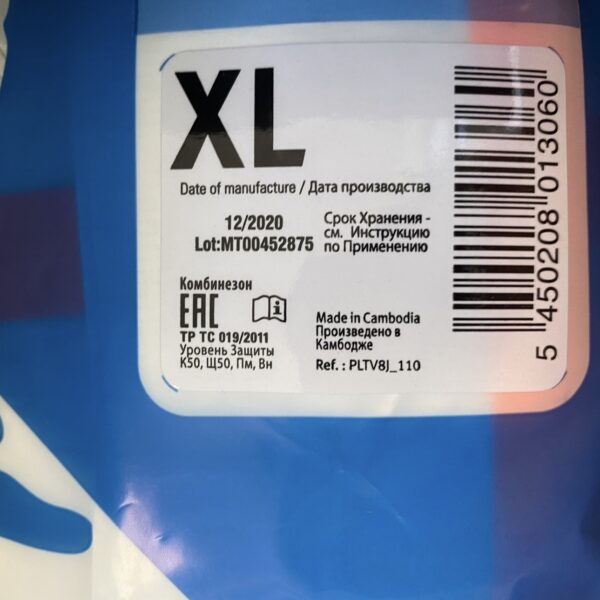 XL
Date of manufacture / Дата производства
12/2020
Lot:MT00452875
Срок Хранения -
см. Инструкцию
по Применению
Комбинезон
EAC
ТР ТС 019/2011
Уровень Защиты
К50, Щ50, Пм, Вн
Made in Cambodia
Произведено в
Камбодже
Ref. : PLTV8J_110
5 450208 013060